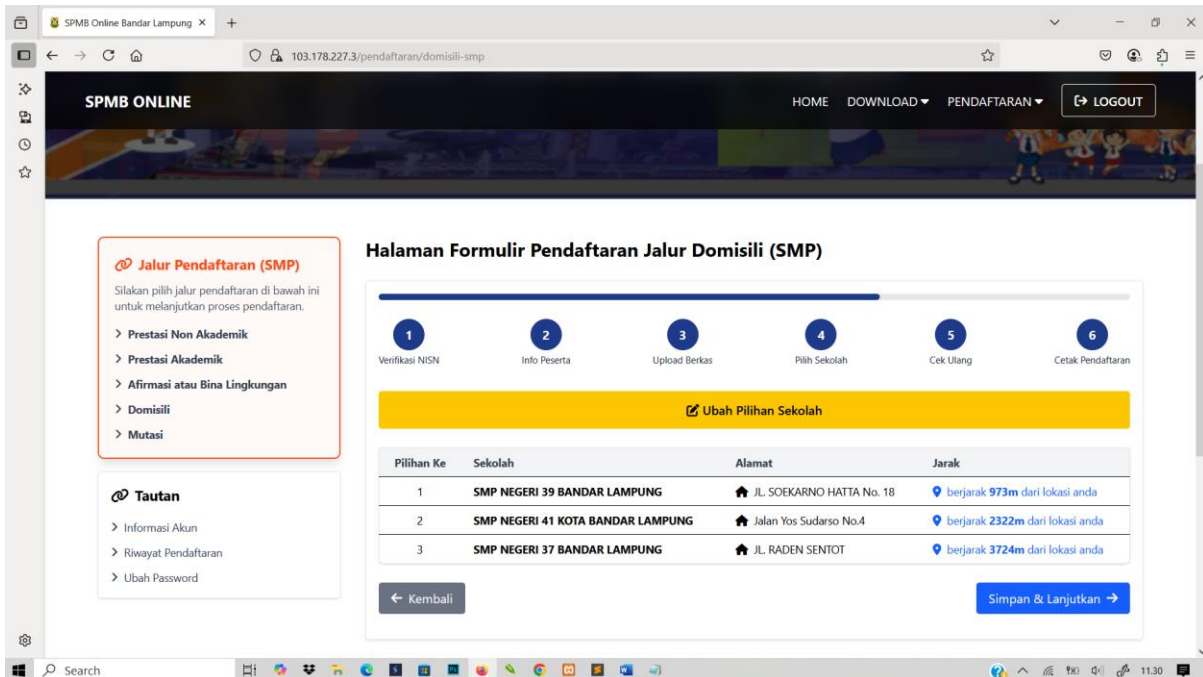 SPMB Online Bandar Lampung
103.178.227.3/pendaftaran/domisili-smp
SPMB ONLINE
HOME DOWNLOAD PENDAFTARAN LOGOUT
Jalur Pendaftaran (SMP)
Silakan pilih jalur pendaftaran di bawah ini
untuk melanjutkan proses pendaftaran.
Prestasi Non Akademik
Prestasi Akademik
Afirmasi atau Bina Lingkungan
Domisili
Mutasi
Tautan
Informasi Akun
Riwayat Pendaftaran
Ubah Password
Halaman Formulir Pendaftaran Jalur Domisili (SMP)
1 2 3 4 5 6
Verifikasi NISN Info Peserta Upload Berkas Pilih Sekolah Cek Ulang Cetak Pendaftaran
Ubah Pilihan Sekolah
Pilihan Ke Sekolah Alamat Jarak
1 SMP NEGERI 39 BANDAR LAMPUNG JL. SOEKARNO HATTA No. 18 berjarak 973m dari lokasi anda
2 SMP NEGERI 41 KOTA BANDAR LAMPUNG Jalan Yos Sudarso No.4 berjarak 2322m dari lokasi anda
3 SMP NEGERI 37 BANDAR LAMPUNG JL. RADEN SENTOT berjarak 3724m dari lokasi anda
Kembali Simpan & Lanjutkan
Search 11.30